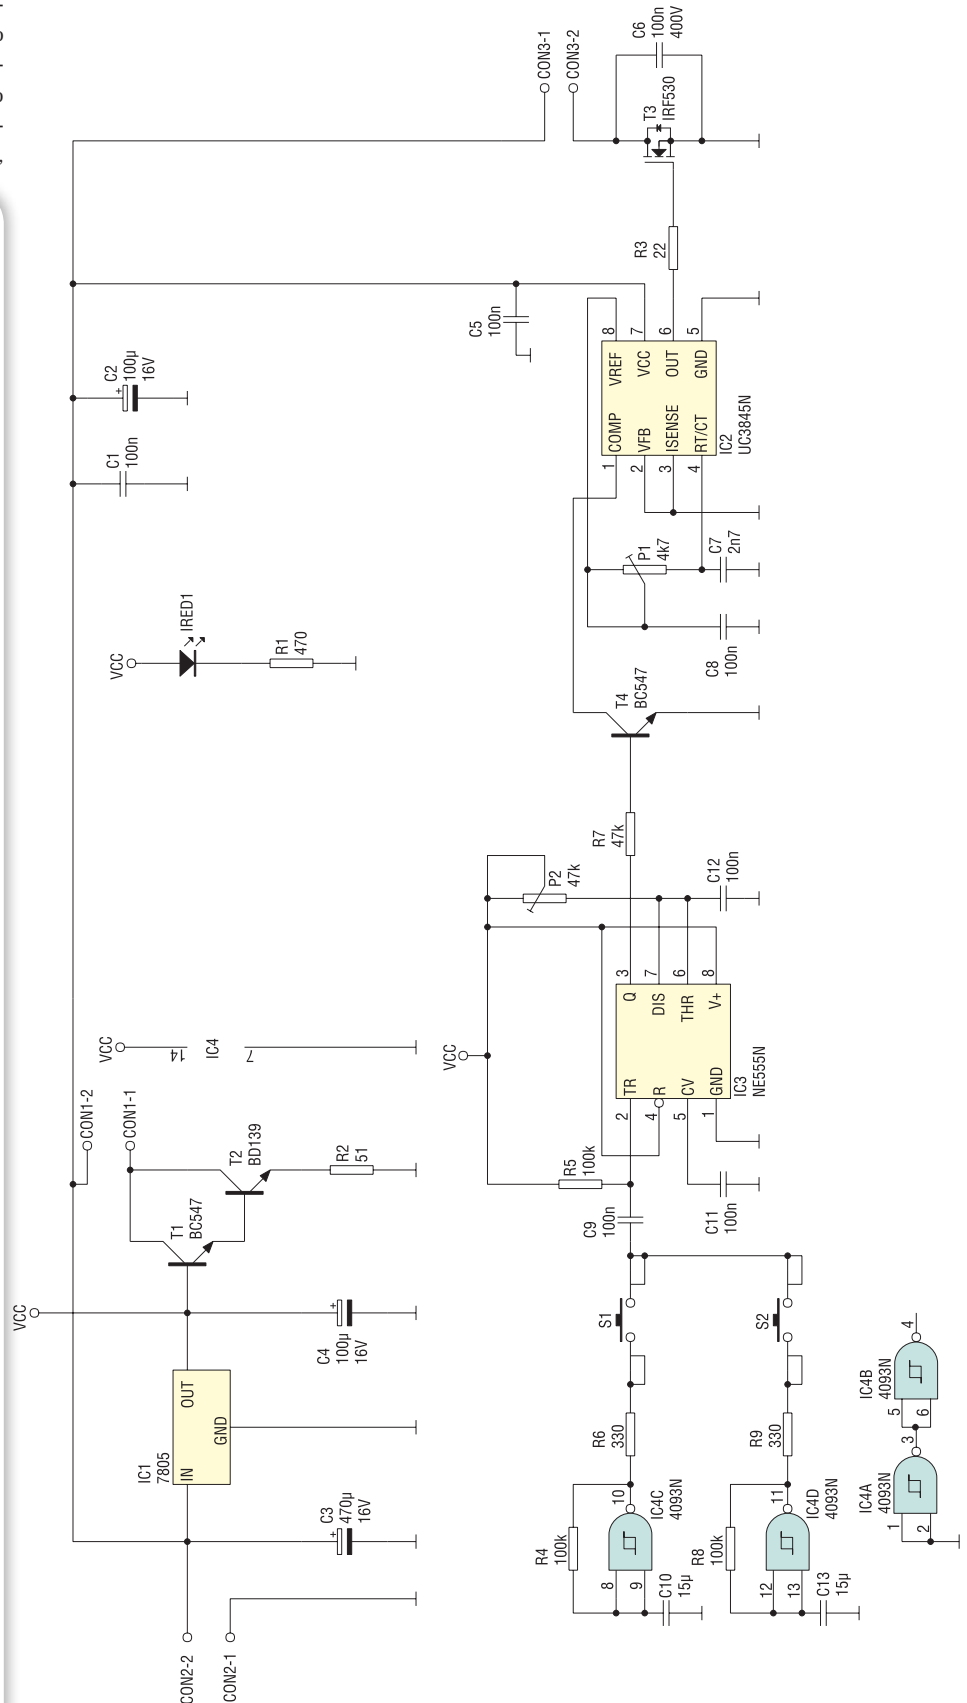 CON3-1
CON3-2
C6
100n
400V
T3
IRF530
R3
22
C5
100n
C2
+
100µ
16V
C1
100n
8
7
6
5
VREF
VCC
OUT
GND
COMP
VFB
ISENSE
RT/CT
1
2
3
4
IC2
UC3845N
P1
4k7
C7
2n7
C8
100n
VCC
IRED1
R1
470
T4
BC547
R7
47k
P2
47k
C12
100n
3
7
6
8
Q
DIS
THR
V+
TR
R
CV
GND
2
4
5
1
IC3
NE555N
VCC
VCC
14
IC4
7
CON1-2
CON1-1
T2
BD139
R2
51
T1
BC547
R5
100k
C9
100n
C11
100n
VCC
C4
+
100µ
16V
IC1
7805
OUT
GND
IN
C3
+
470µ
16V
CON2-2
CON2-1
S1
S2
R6
330
R9
330
R4
100k
10
IC4C
4093N
8
9
C10
15µ
R8
100k
11
IC4D
4093N
12
13
C13
15µ
4
IC4B
4093N
5
6
3
IC4A
4093N
1
2